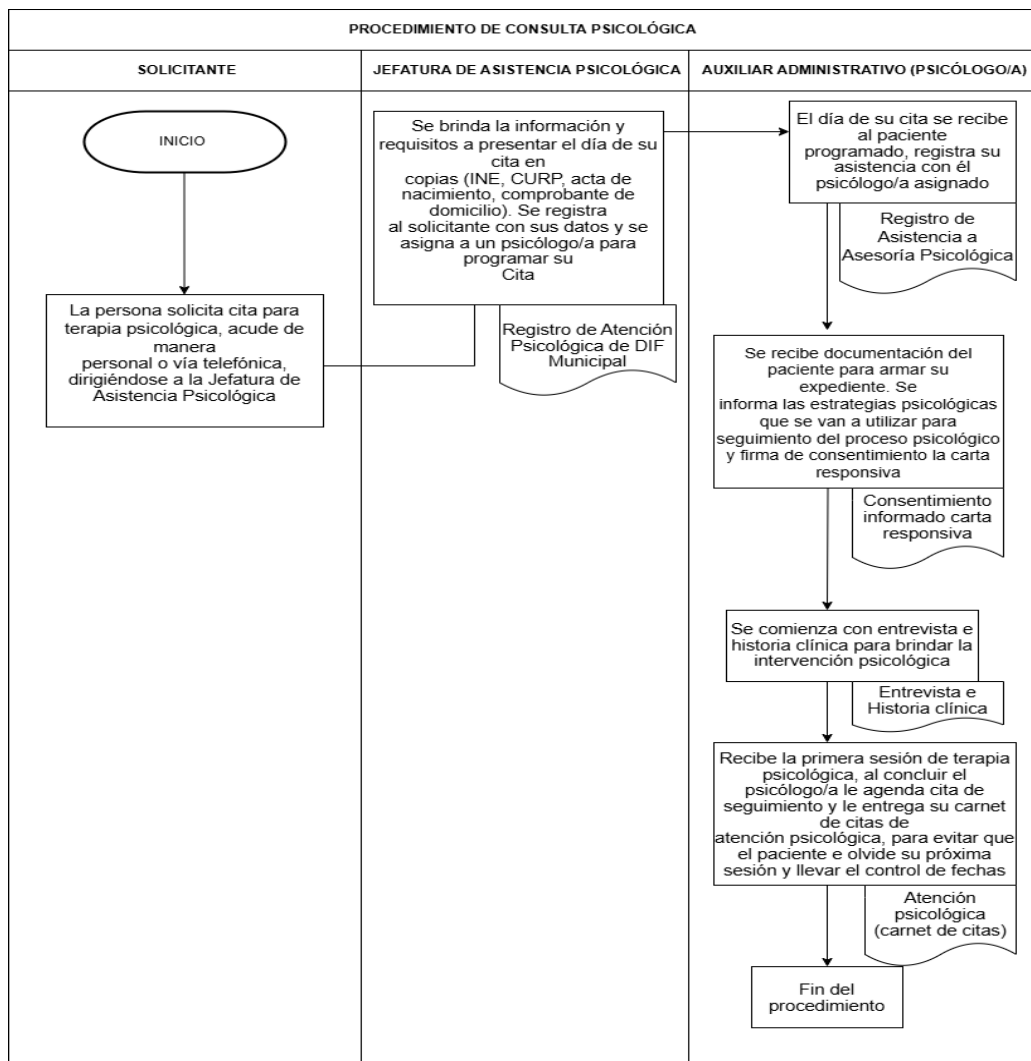 PROCEDIMIENTO DE CONSULTA PSICOLÓGICA
SOLICITANTE
JEFATURA DE ASISTENCIA PSICOLÓGICA
AUXILIAR ADMINISTRATIVO (PSICÓLOGO/A)
INICIO
La persona solicita cita para
terapia psicológica, acude de
manera
personal o vía telefónica,
dirigiéndose a la Jefatura de
Asistencia Psicológica
Se brinda la información y
requisitos a presentar el día de su
cita en
copias (INE, CURP, acta de
nacimiento, comprobante de
domicilio). Se registra
al solicitante con sus datos y se
asigna a un psicólogo/a para
programar su
Cita
Registro de Atención
Psicológica de DIF
Municipal
El día de su cita se recibe
al paciente
programado, registra su
asistencia con él
psicólogo/a asignado
Registro de
Asistencia a
Asesoría Psicológica
Se recibe documentación del
paciente para armar su
expediente. Se
informa las estrategias psicológicas
que se van a utilizar para
seguimiento del proceso psicológico
y firma de consentimiento la carta
responsiva
Consentimiento
informado carta
responsiva
Se comienza con entrevista e
historia clínica para brindar la
intervención psicológica
Entrevista e
Historia clínica
Recibe la primera sesión de terapia
psicológica, al concluir el
psicólogo/a le agenda cita de
seguimiento y le entrega su carnet
de citas de
atención psicológica, para evitar que
el paciente e olvide su próxima
sesión y llevar el control de fechas
Atención
psicológica
(carnet de citas)
Fin del
procedimiento